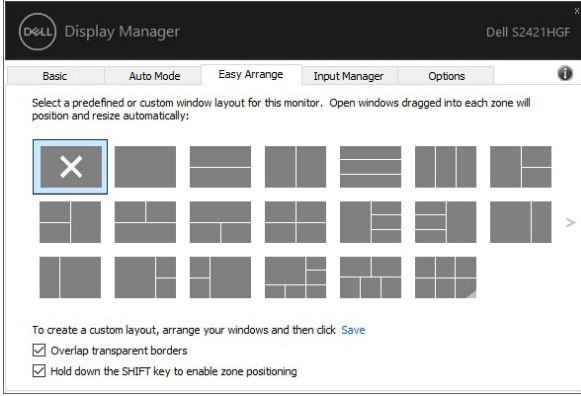 DELL Display Manager
Dell S2421HGF
Basic
Auto Mode
Easy Arrange
Input Manager
Options
Select a predefined or custom window layout for this monitor. Open windows dragged into each zone will
position and resize automatically:
To create a custom layout, arrange your windows and then click Save
Overlap transparent borders
Hold down the SHIFT key to enable zone positioning